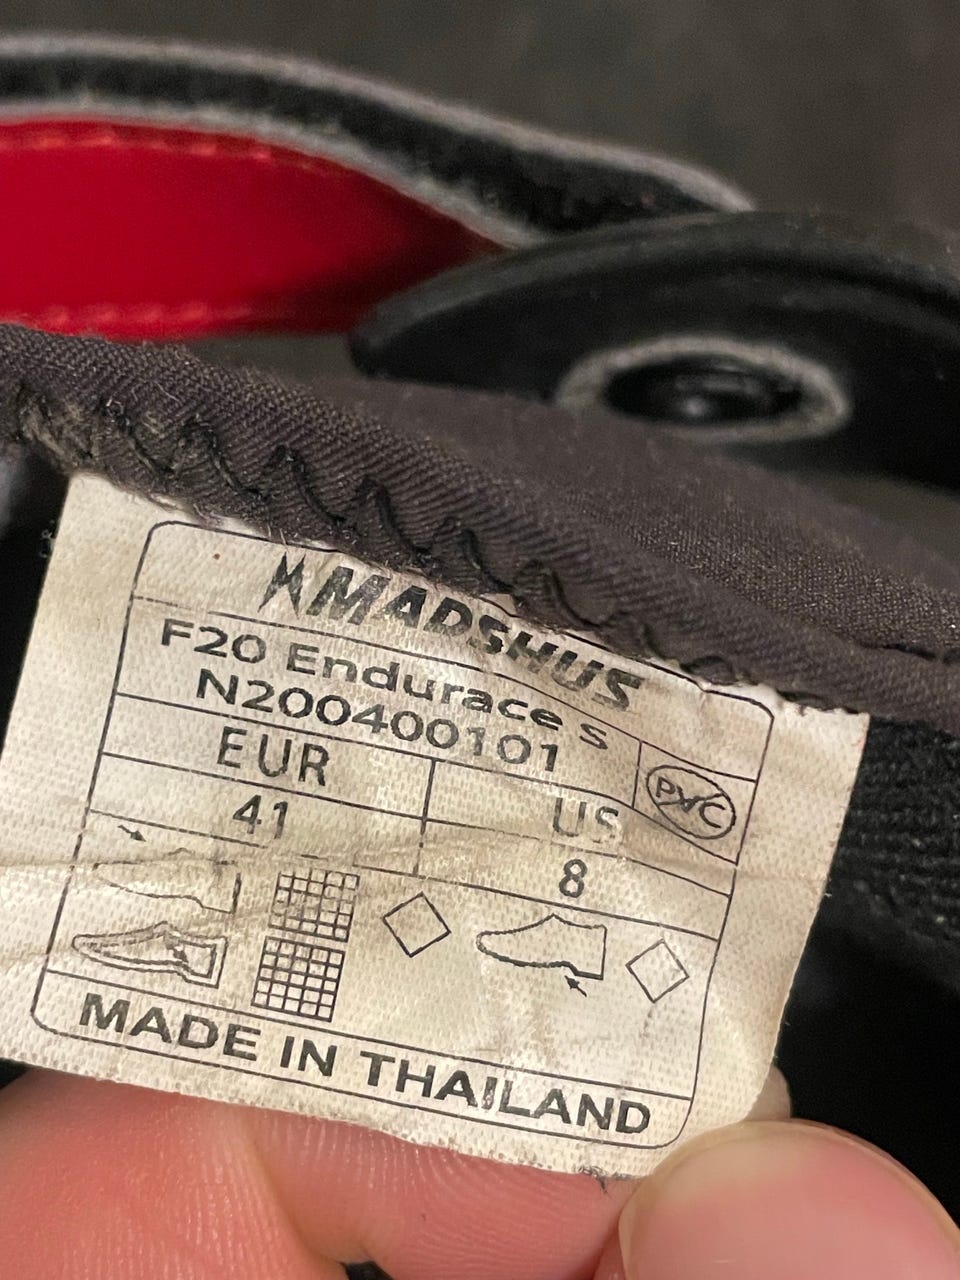 MADSHUS
F20 Endurace S
N200400101
PVC
EUR US
41 8
MADE IN THAILAND